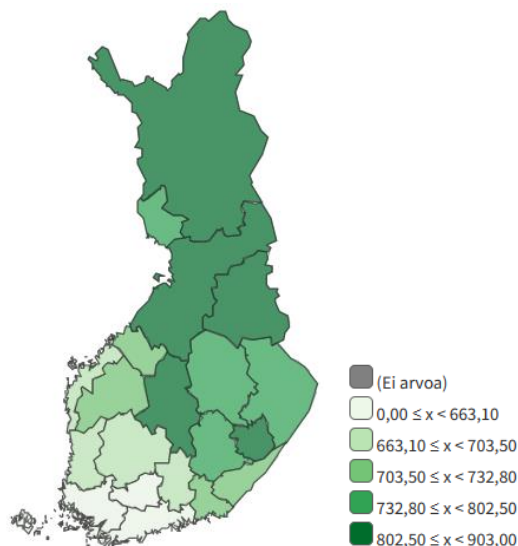 (Ei arvoa)
0,00 ≤ x < 663,10
663,10 ≤ x < 703,50
703,50 ≤ x < 732,80
732,80 ≤ x < 802,50
802,50 ≤ x < 903,00